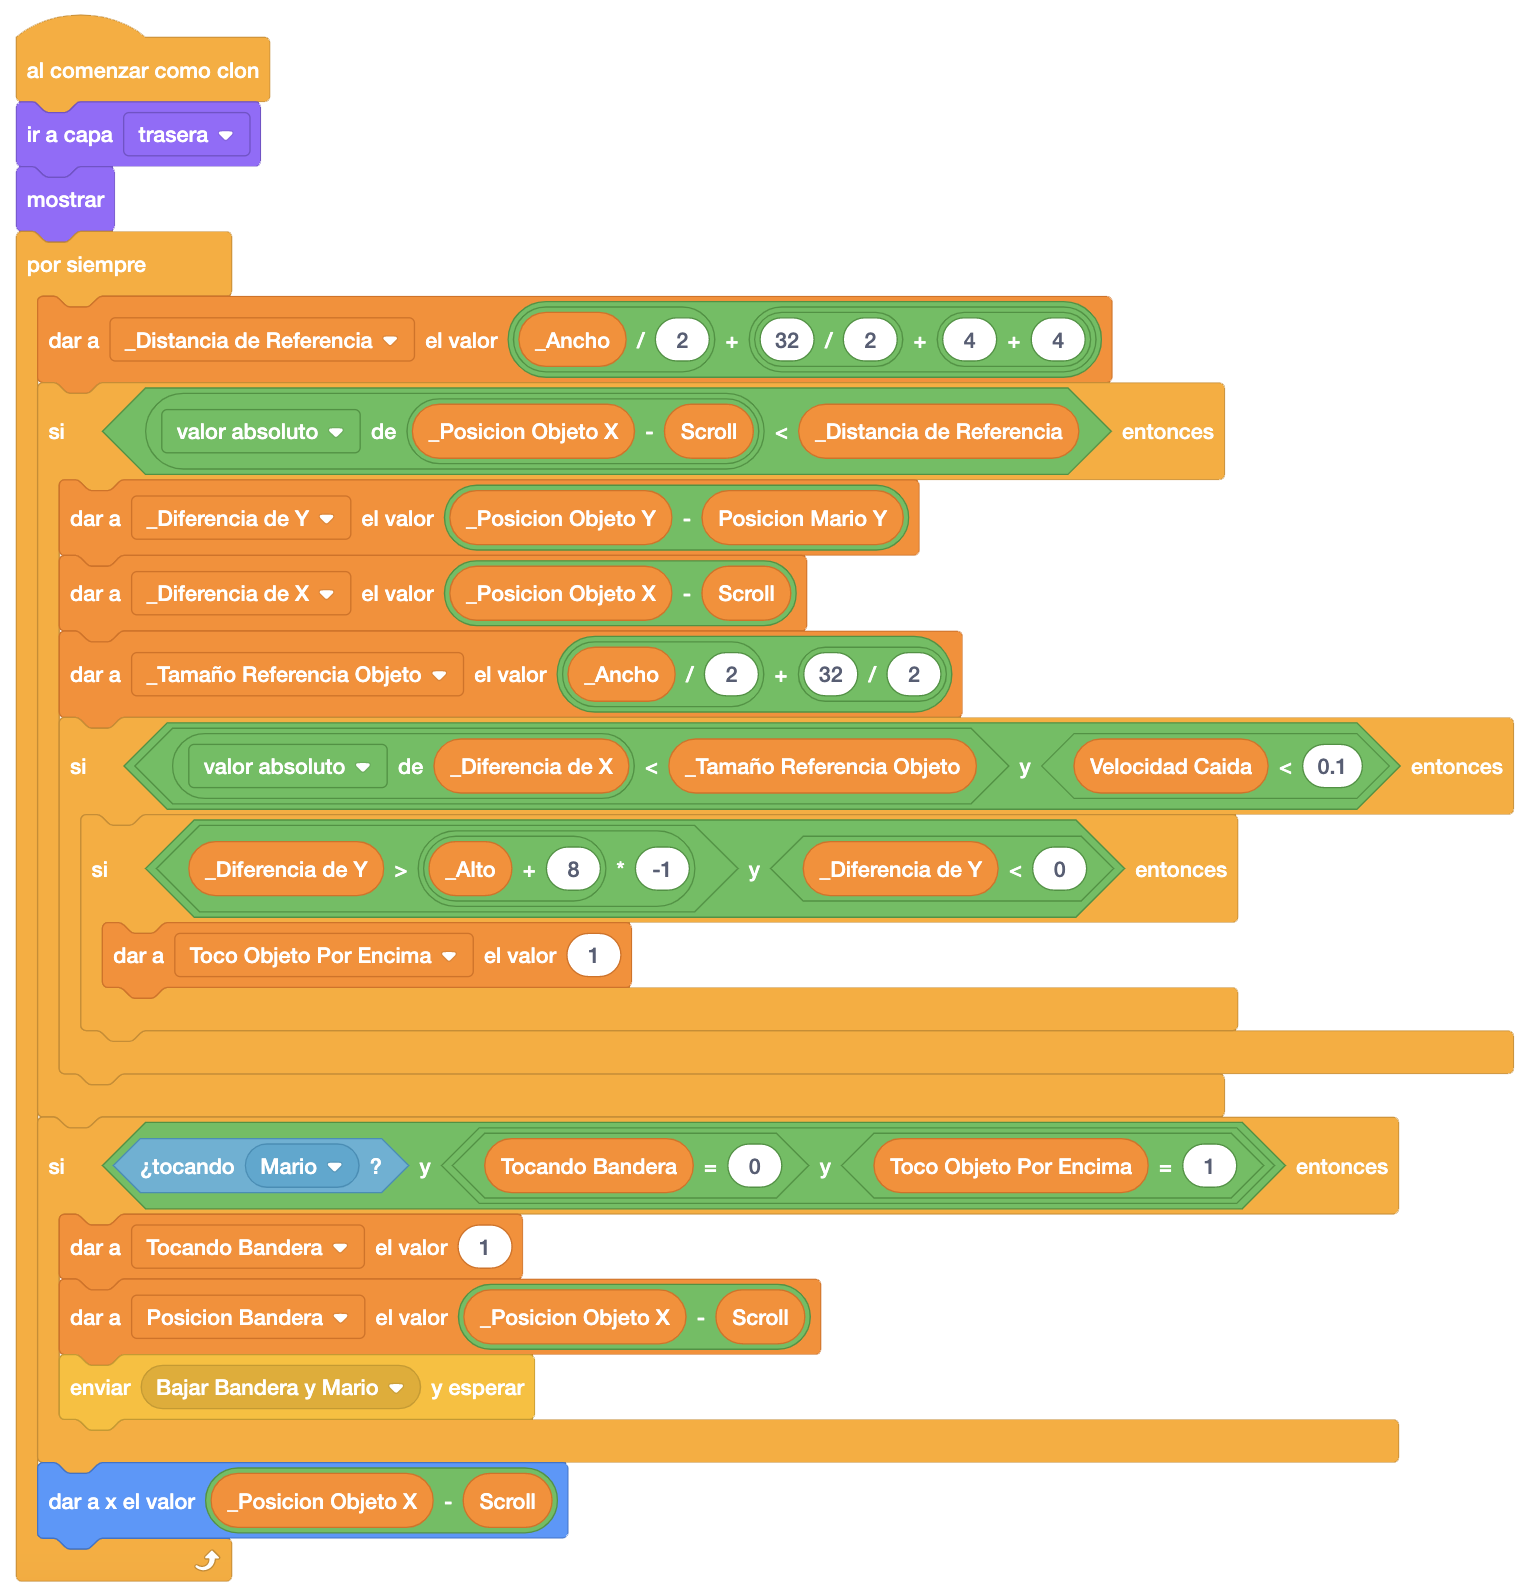 al comenzar como clon
ir a capa trasera
mostrar
por siempre
dar a _Distancia de Referencia el valor _Ancho / 2 + 32 / 2 + 4 + 4
si valor absoluto de _Posicion Objeto X - Scroll < _Distancia de Referencia entonces
dar a _Diferencia de Y el valor _Posicion Objeto Y - Posicion Mario Y
dar a _Diferencia de X el valor _Posicion Objeto X - Scroll
dar a _Tamaño Referencia Objeto el valor _Ancho / 2 + 32 / 2
si valor absoluto de _Diferencia de X < _Tamaño Referencia Objeto y Velocidad Caida < 0.1 entonces
si _Diferencia de Y > _Alto + 8 * -1 y _Diferencia de Y < 0 entonces
dar a Toco Objeto Por Encima el valor 1
si ¿tocando Mario ? y Tocando Bandera = 0 y Toco Objeto Por Encima = 1 entonces
dar a Tocando Bandera el valor 1
dar a Posicion Bandera el valor _Posicion Objeto X - Scroll
enviar Bajar Bandera y Mario y esperar
dar a x el valor _Posicion Objeto X - Scroll